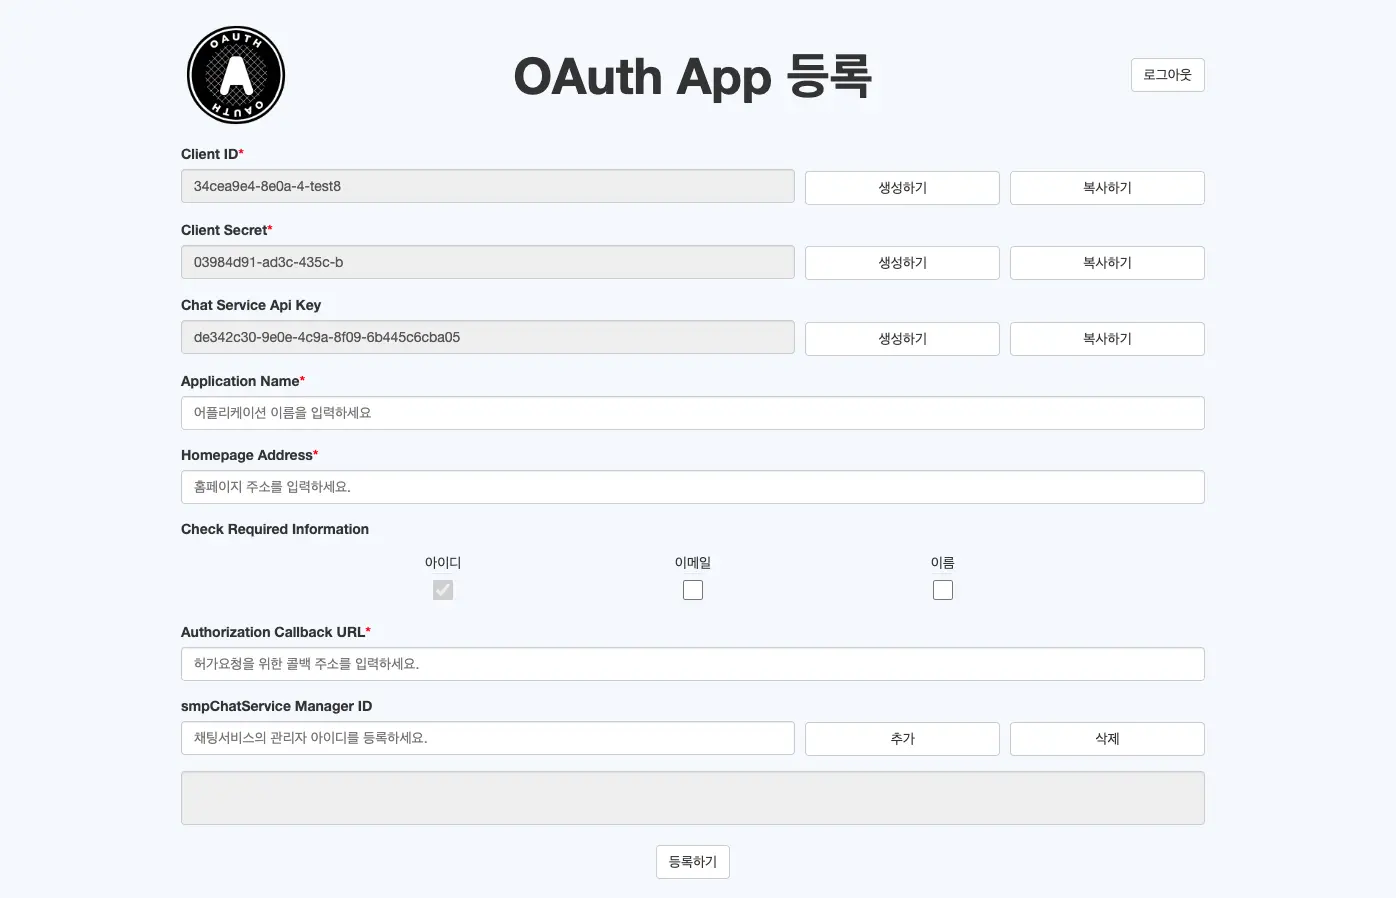 OAUTH
A
OAUTH
OAuth App 등록
로그아웃
Client ID*
34cea9e4-8e0a-4-test8
생성하기
복사하기
Client Secret*
03984d91-ad3c-435c-b
생성하기
복사하기
Chat Service Api Key
de342c30-9e0e-4c9a-8f09-6b445c6cba05
생성하기
복사하기
Application Name*
어플리케이션 이름을 입력하세요
Homepage Address*
홈페이지 주소를 입력하세요.
Check Required Information
아이디
이메일
이름
Authorization Callback URL*
허가요청을 위한 콜백 주소를 입력하세요.
smpChatService Manager ID
채팅서비스의 관리자 아이디를 등록하세요.
추가
삭제
등록하기